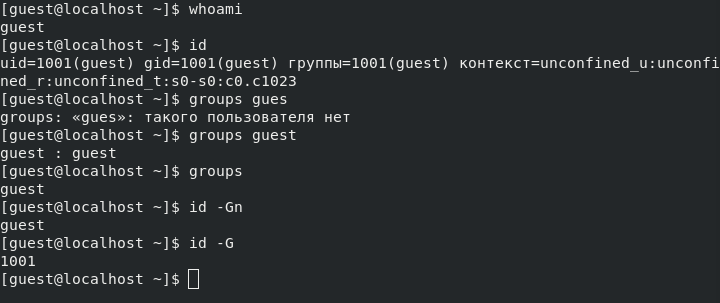 [guest@localhost ~]$ whoami
guest
[guest@localhost ~]$ id
uid=1001(guest) gid=1001(guest) группы=1001(guest) контекст=unconfined_u:unconfi
ned_r:unconfined_t:s0-s0:c0.c1023
[guest@localhost ~]$ groups gues
groups: «gues»: такого пользователя нет
[guest@localhost ~]$ groups guest
guest : guest
[guest@localhost ~]$ groups
guest
[guest@localhost ~]$ id -Gn
guest
[guest@localhost ~]$ id -G
1001
[guest@localhost ~]$